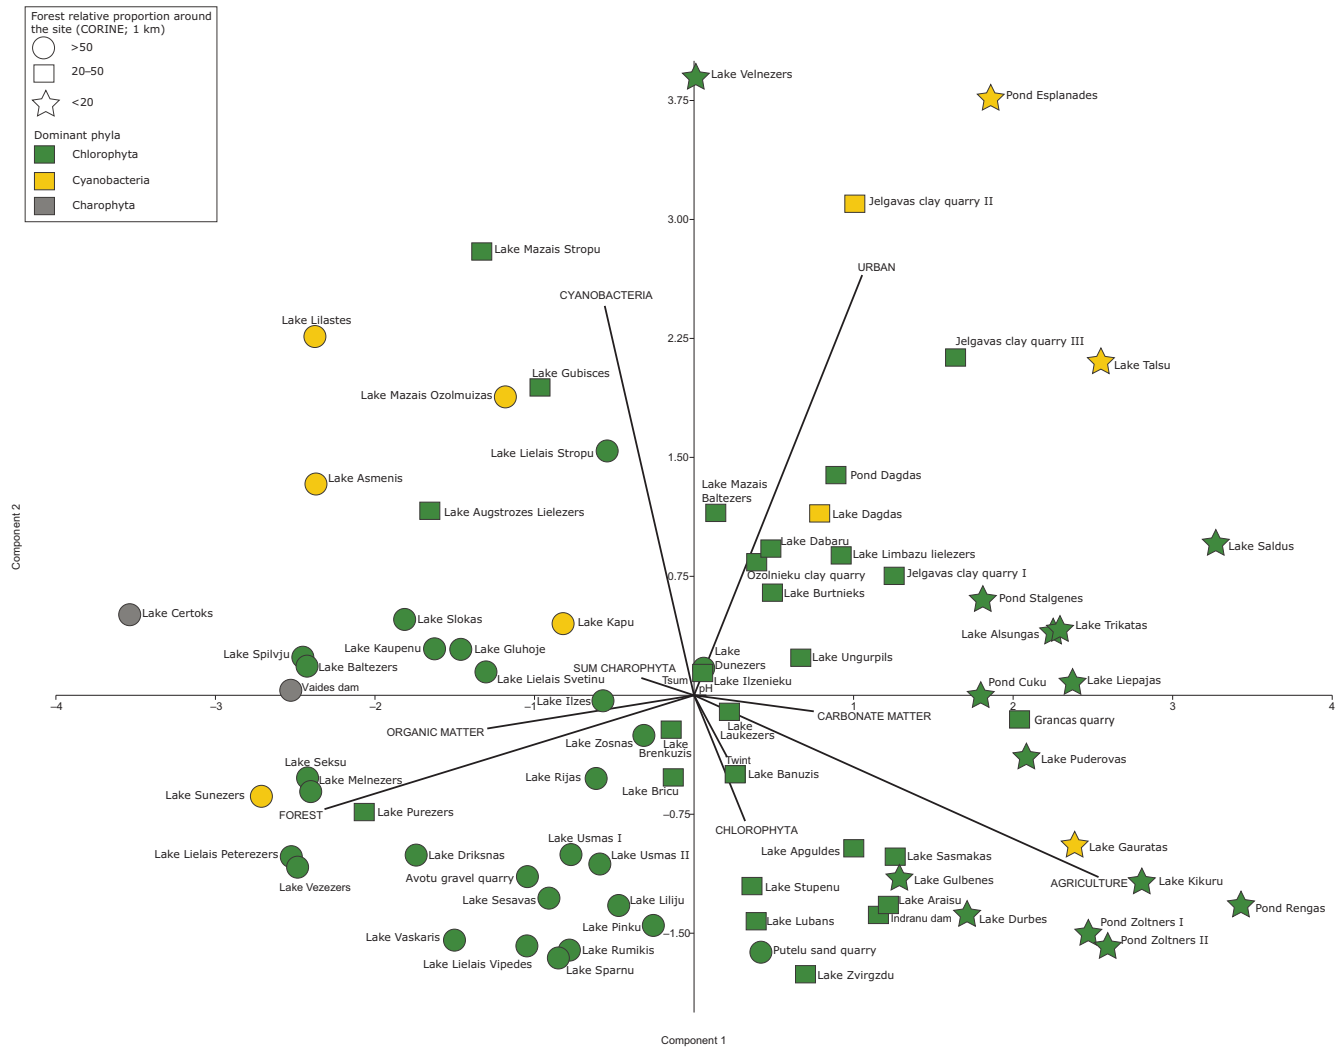 Forest relative proportion around
the site (CORINE; 1 km)
>50
20–50
<20
Dominant phyla
Chlorophyta
Cyanobacteria
Charophyta
Lake Velnezers
3.75
Pond Esplanades
Jelgavas clay quarry II
3.00
Lake Mazais Stropu
URBAN
CYANOBACTERIA
Lake Lilastes
2.25
Jelgavas clay quarry III
Lake Talsu
Lake Gubisces
Lake Mazais Ozolmuizas
Lake Lielais Stropu
1.50
Pond Dagdas
Lake Asmenis
Lake Mazais
Baltezers
Lake Augstrozes Lielezers
Lake Dagdas
Component 2
Lake Dabaru
Lake Saldus
Lake Limbazu lielezers
0.75
Ozolnieku clay quarry
Jelgavas clay quarry I
Lake Burtnieks
Pond Stalgenes
Lake Certoks
Lake Slokas
Lake Kapu
Lake Alsungas
Lake Trikatas
Lake Spilvju
Lake Kaupenu
Lake Gluhoje
Lake
Dunezers
Lake Ungurpils
Lake Baltezers
SUM CHAROPHYTA
Lake Lielais Svetinu
Tsum
Lake Ilzenieku
Pond Cuku
Lake Liepajas
Vaides dam
pH
Lake Ilzes
–4
–3
–2
–1
1
2
3
4
CARBONATE MATTER
Grancas quarry
ORGANIC MATTER
Lake
Laukezers
Lake Zosnas
Lake
Brenkuzis
Twint
Lake Puderovas
Lake Seksu
Lake Melnezers
Lake Rijas
Lake Bricu
Lake Banuzis
Lake Sunezers
FOREST
Lake Purezers
–0.75
CHLOROPHYTA
Lake Usmas I
Lake Apguldes
Lake Gauratas
Lake Lielais Peterezers
Lake Driksnas
Lake Usmas II
Lake Sasmakas
Lake Vezezers
Avotu gravel quarry
Lake Stupenu
Lake Gulbenes
AGRICULTURE
Lake Kikuru
Lake Sesavas
Lake Liliju
Lake Araisu
Pond Rengas
Lake Pinku
Lake Lubans
Indranu dam
Lake Durbes
Pond Zoltners I
–1.50
Lake Vaskaris
Pond Zoltners II
Lake Rumikis
Putelu sand quarry
Lake Lielais Vipedes
Lake Sparnu
Lake Zvirgzdu
Component 1